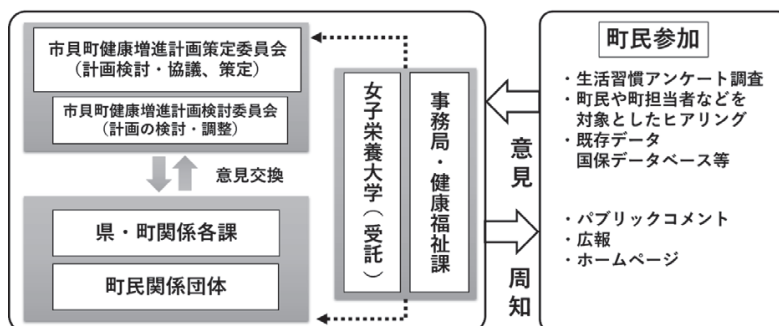 市貝町健康増進計画策定委員会
（計画検討・協議、策定）
市貝町健康増進計画検討委員会
（計画の検討・調整）
意見交換
県・町関係各課
町民関係団体
女子栄養大学（受託）
事務局・健康福祉課
意見
周知
町民参加
・生活習慣アンケート調査
・町民や町担当者などを
対象としたヒアリング
・既存データ
国保データベース等
・パブリックコメント
・広報
・ホームページ